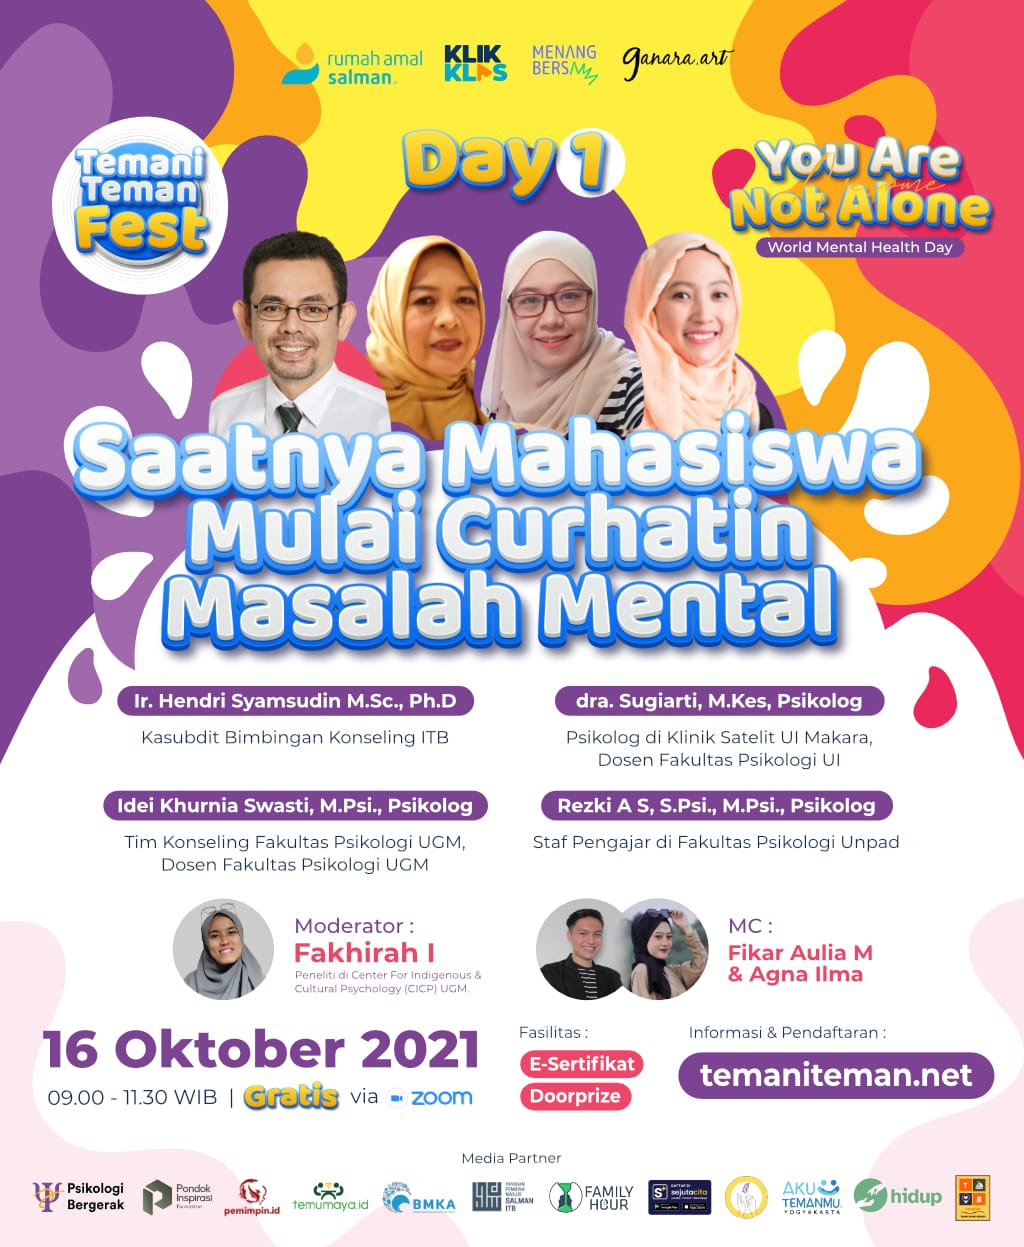 rumah amal
salman
KLIK
KLAS
MENANG
BERSAMA
ganara.art
Temani
Teman
Fest
Day 1
You Are
Not Alone
World Mental Health Day
Saatnya Mahasiswa
Mulai Curhatin
Masalah Mental
Ir. Hendri Syamsudin M.Sc., Ph.D
Kasubdit Bimbingan Konseling ITB
dra. Sugiarti, M.Kes, Psikolog
Psikolog di Klinik Satelit UI Makara,
Dosen Fakultas Psikologi UI
Idei Khurnia Swasti, M.Psi., Psikolog
Tim Konseling Fakultas Psikologi UGM,
Dosen Fakultas Psikologi UGM
Rezki A S, S.Psi., M.Psi., Psikolog
Staf Pengajar di Fakultas Psikologi Unpad
Moderator :
Fakhirah I
Peneliti di Center For Indigenous &
Cultural Psychology (CICP) UGM.
MC :
Fikar Aulia M
& Agna Ilma
16 Oktober 2021
09.00 - 11.30 WIB | Gratis via zoom
Fasilitas :
E-Sertifikat
Doorprize
Informasi & Pendaftaran :
temaniteman.net
Media Partner
Psikologi
Bergerak
Pondok
Inspirasi
Foundation
pemimpin.id
temumaya.id
BMKA
YAYASAN
PEMBINA
MASJID
SALMAN
ITB
FAMILY
HOUR
sejutacita
AKU
TEMANMU.
YOGYAKARTA
hidup